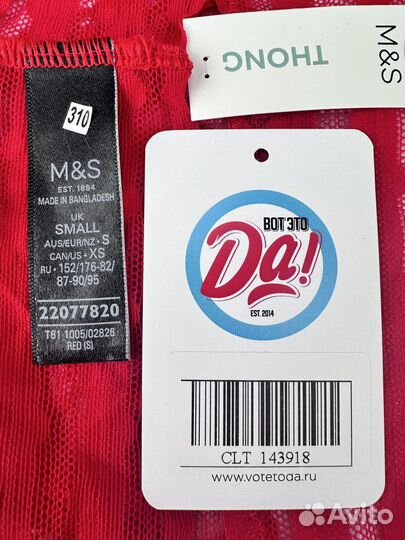 M&S
THONG
310
M&S
EST. 1884
MADE IN BANGLADESH
UK
SMALL
AUS/EUR/NZ - S
CAN/US - XS
RU - 152/176-82/
87-90/95
22077820
T81 1005/02826
RED (S)
ВОТ ЭТО
Да!
EST. 2014
CLT 143918
www.votetoda.ru
Avito